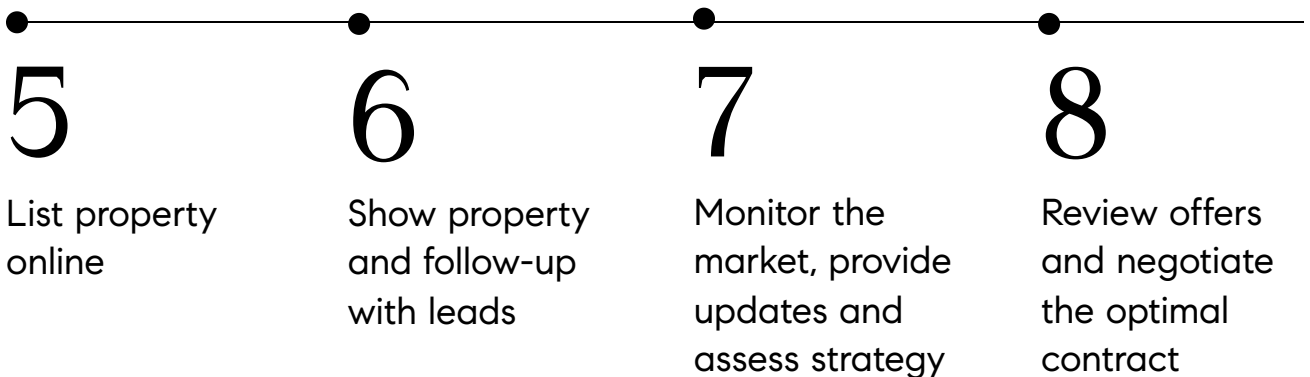 5
List property
online
6
Show property
and follow-up
with leads
7
Monitor the
market, provide
updates and
assess strategy
8
Review offers
and negotiate
the optimal
contract